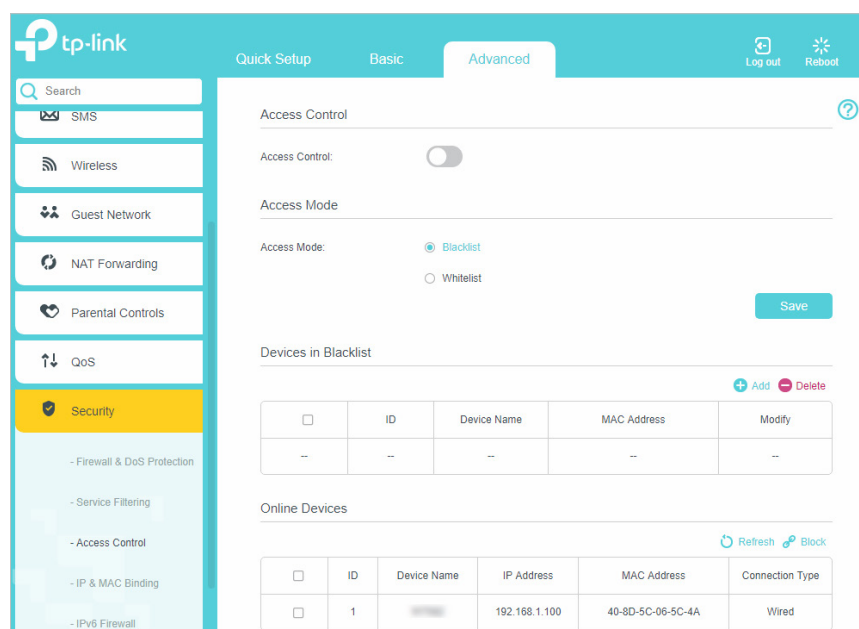 tp-link
Quick Setup
Basic
Advanced
Log out
Reboot
Search
SMS
Wireless
Guest Network
NAT Forwarding
Parental Controls
QoS
Security
- Firewall & DoS Protection
- Service Filtering
- Access Control
- IP & MAC Binding
- IPv6 Firewall
?
Access Control
Access Control:
Access Mode
Access Mode:
Blacklist
Whitelist
Save
Devices in Blacklist
Add Delete
ID Device Name MAC Address Modify
-- -- -- -- --
Online Devices
Refresh Block
ID Device Name IP Address MAC Address Connection Type
1 192.168.1.100 40-8D-5C-06-5C-4A Wired